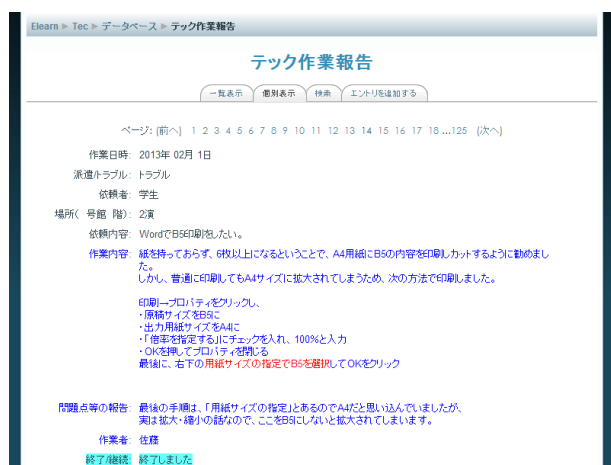 Elearn ► Tec ► データベース ► テック作業報告
テック作業報告
一覧表示 個別表示 検索 エントリを追加する
ページ: (前へ) 1 2 3 4 5 6 7 8 9 10 11 12 13 14 15 16 17 18 ...125 (次へ)
作業日時: 2013年 02月 1日
派遣/トラブル: トラブル
依頼者: 学生
場所( 号館 階): 2演
依頼内容: WordでB5印刷をしたい。
作業内容: 紙を持っておらず、6枚以上になるということで、A4用紙にB5の内容を印刷しカットするように勧めまし
た。
しかし、普通に印刷してもA4サイズに拡大されてしまうため、次の方法で印刷しました。
印刷→プロパティをクリックし、
・原稿サイズをB5に
・出力用紙サイズをA4に
・「倍率を指定する」にチェックを入れ、100%と入力
・OKを押してプロパティを閉じる
最後に、右下の用紙サイズの指定でB5を選択してOKをクリック
問題点等の報告: 最後の手順は、「用紙サイズの指定」とあるのでA4だと思い込んでいましたが、
実は拡大・縮小の話なので、ここをB5にしないと拡大されてしまいます。
作業者: 佐藤
終了/継続: 終了しました